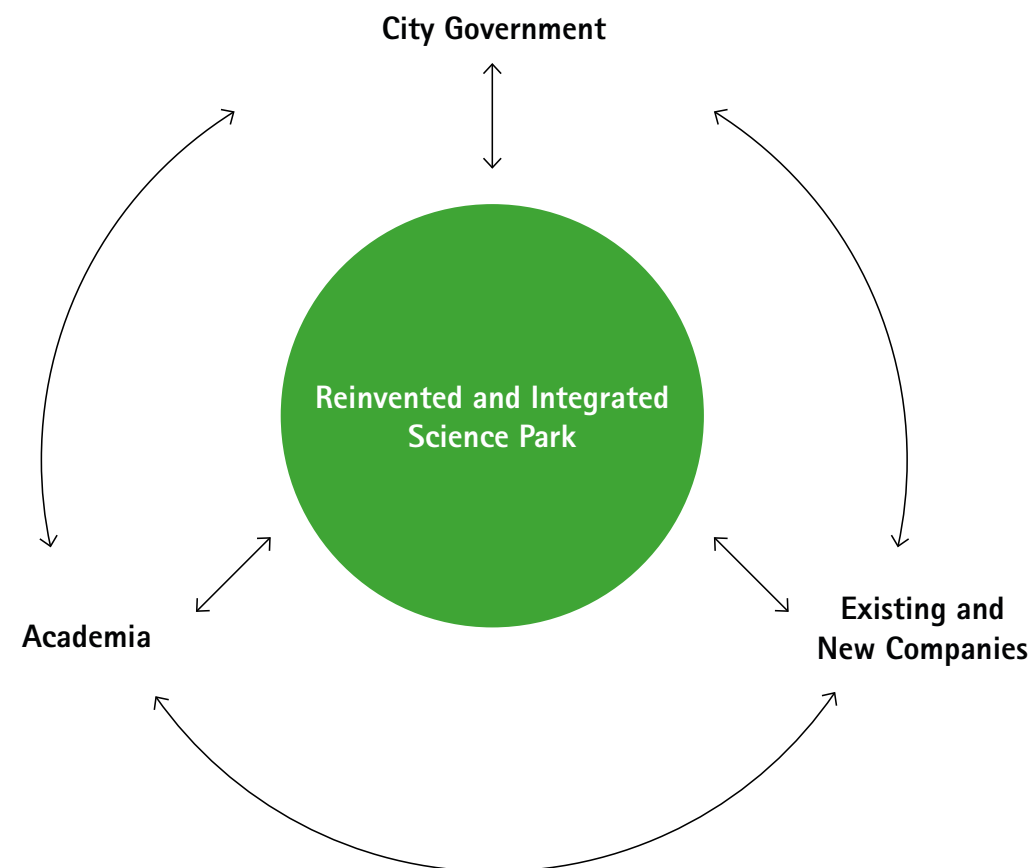 City Government
Reinvented and Integrated
Science Park
Academia
Existing and
New Companies